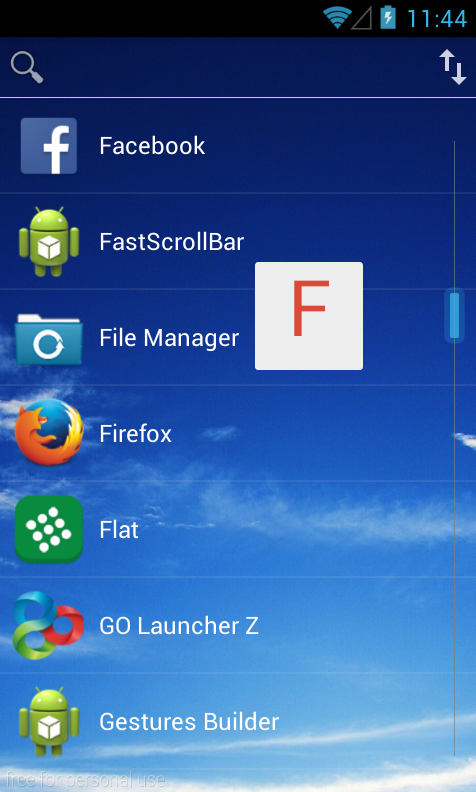 11:44
Facebook
FastScrollBar
F
File Manager
Firefox
Flat
GO Launcher Z
Gestures Builder
free for personal use